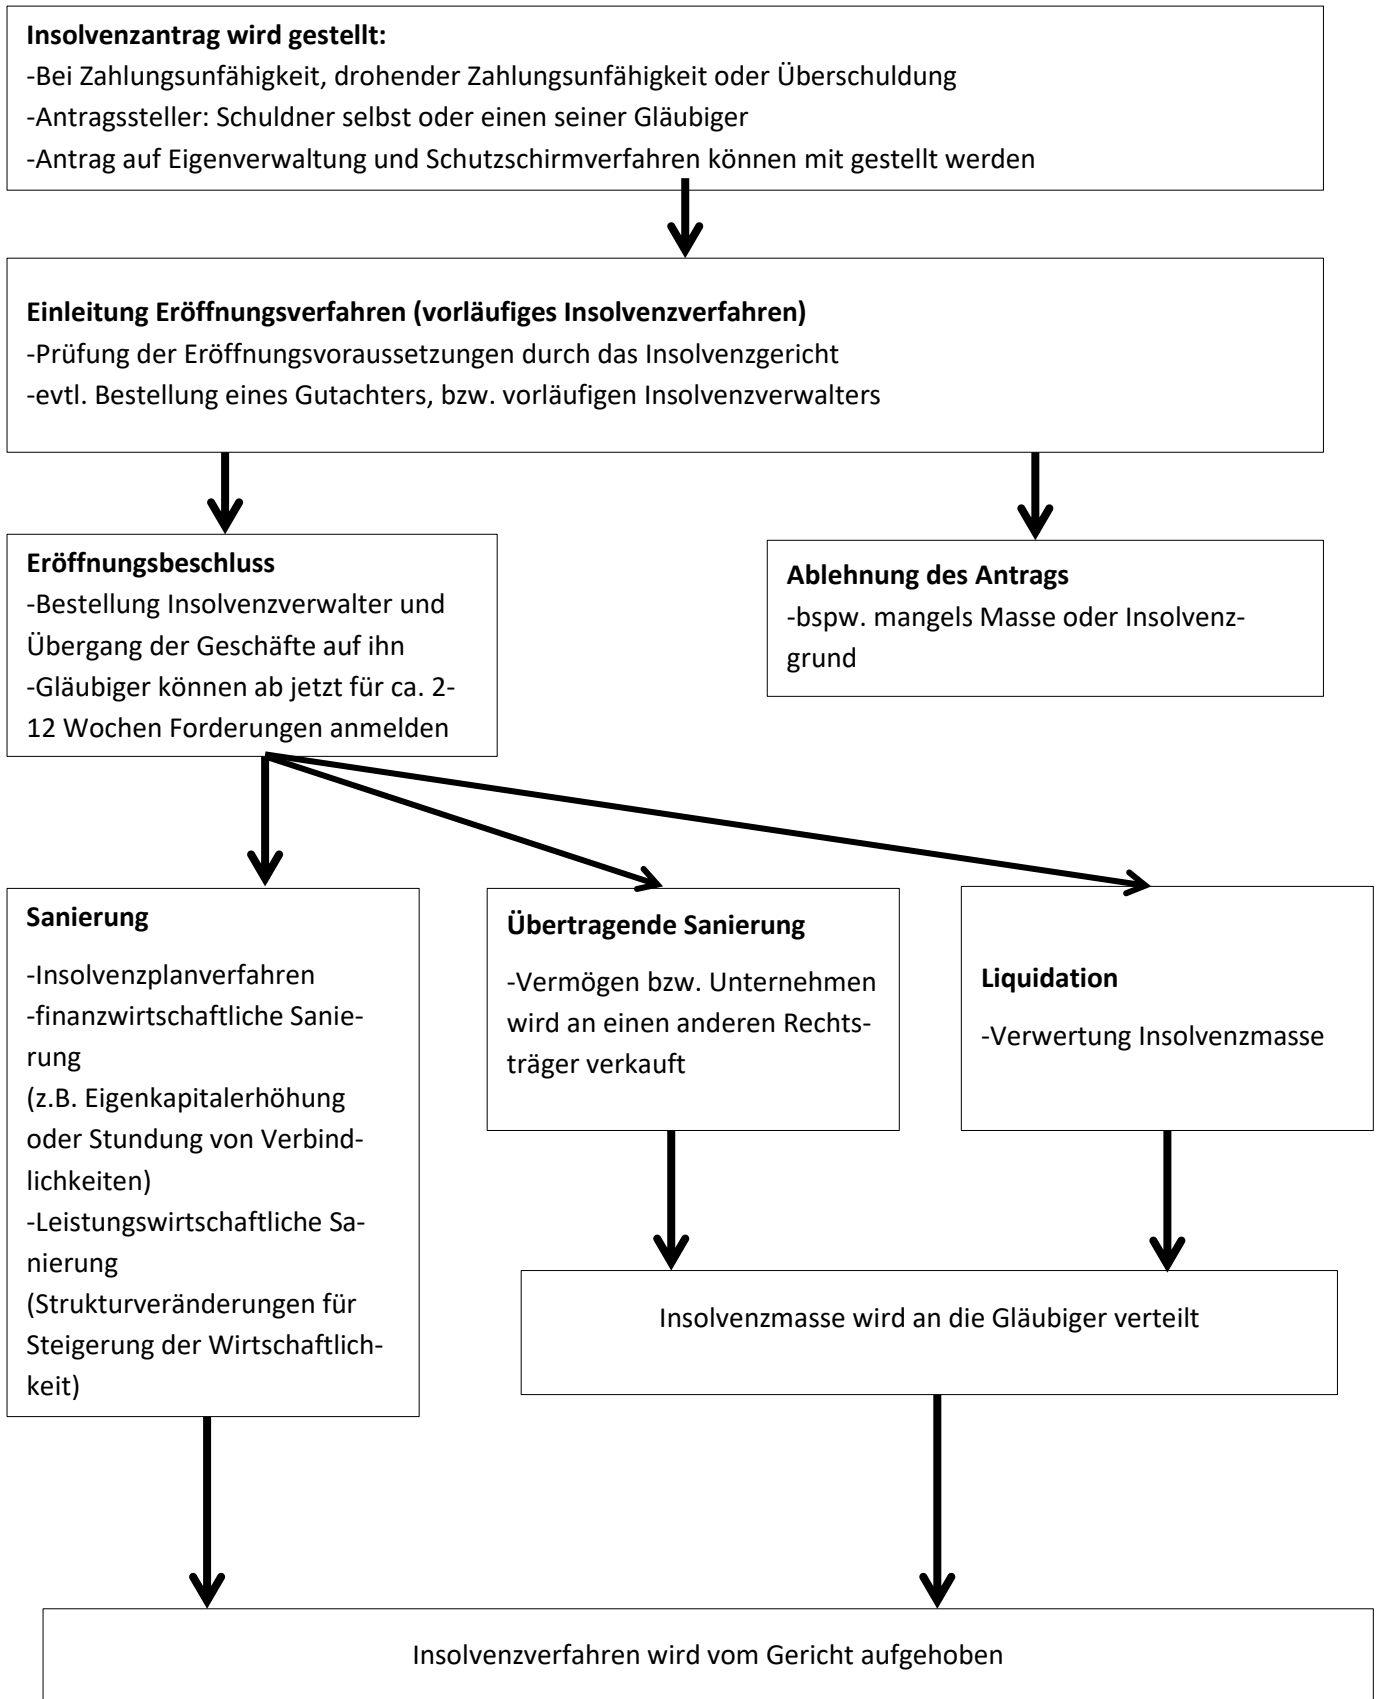 Insolvenzantrag wird gestellt:
-Bei Zahlungsunfähigkeit, drohender Zahlungsunfähigkeit oder Überschuldung
-Antragssteller: Schuldner selbst oder einen seiner Gläubiger
-Antrag auf Eigenverwaltung und Schutzschirmverfahren können mit gestellt werden
Einleitung Eröffnungsverfahren (vorläufiges Insolvenzverfahren)
-Prüfung der Eröffnungsvoraussetzungen durch das Insolvenzgericht
-evtl. Bestellung eines Gutachters, bzw. vorläufigen Insolvenzverwalters
Eröffnungsbeschluss
-Bestellung Insolvenzverwalter und
Übergang der Geschäfte auf ihn
-Gläubiger können ab jetzt für ca. 2-
12 Wochen Forderungen anmelden
Ablehnung des Antrags
-bspw. mangels Masse oder Insolvenz-
grund
Sanierung
-Insolvenzplanverfahren
-finanzwirtschaftliche Sanie-
rung
(z.B. Eigenkapitalerhöhung
oder Stundung von Verbind-
lichkeiten)
-Leistungswirtschaftliche Sa-
nierung
(Strukturveränderungen für
Steigerung der Wirtschaftlich-
keit)
Übertragende Sanierung
-Vermögen bzw. Unternehmen
wird an einen anderen Rechts-
träger verkauft
Liquidation
-Verwertung Insolvenzmasse
Insolvenzmasse wird an die Gläubiger verteilt
Insolvenzverfahren wird vom Gericht aufgehoben